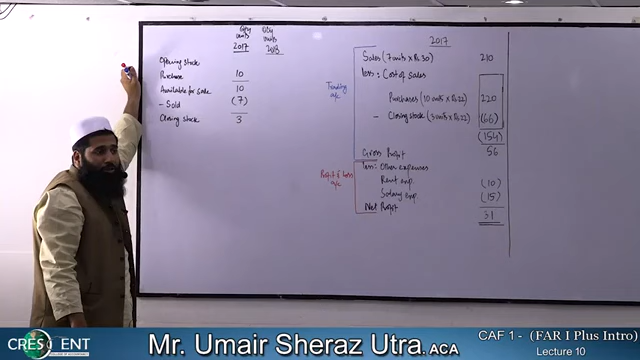 Qty Qty
units units
2017 2018
Opening stock
Purchase 10
Available for sale 10
- Sold (7)
Closing stock 3
2017
Sales (7 units x Rs.30) 210
less: Cost of sales
Trading
a/c
Purchases (10 units x Rs.22) 220
- Closing stock (3 units x Rs.22) (66)
(154)
Gross Profit 56
Profit & Loss
a/c
less: Other expenses
Rent exp (10)
Salary exp (15)
Net Profit 31
CRESCENT
COLLEGE OF ACCOUNTANCY
Mr. Umair Sheraz Utra. ACA
CAF 1 - (FAR I Plus Intro)
Lecture 10